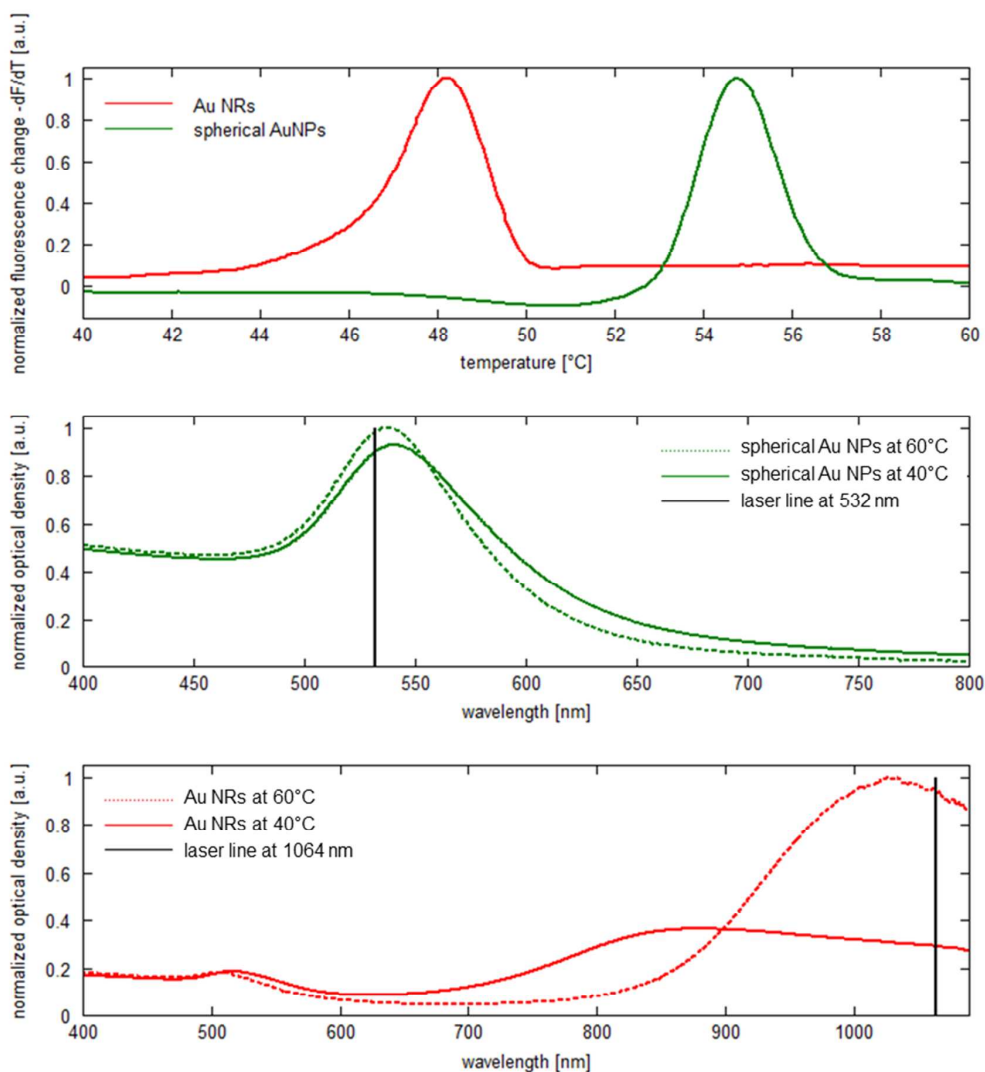 normalized fluorescence change -dF/dT [a.u.]
1
0.8
0.6
0.4
0.2
0
Au NRs
spherical AuNPs
40 42 44 46 48 50 52 54 56 58 60
temperature [°C]
normalized optical density [a.u.]
1
0.8
0.6
0.4
0.2
0
spherical Au NPs at 60°C
spherical Au NPs at 40°C
laser line at 532 nm
400 450 500 550 600 650 700 750 800
wavelength [nm]
normalized optical density [a.u.]
1
0.8
0.6
0.4
0.2
0
Au NRs at 60°C
Au NRs at 40°C
laser line at 1064 nm
400 500 600 700 800 900 1000
wavelength [nm]